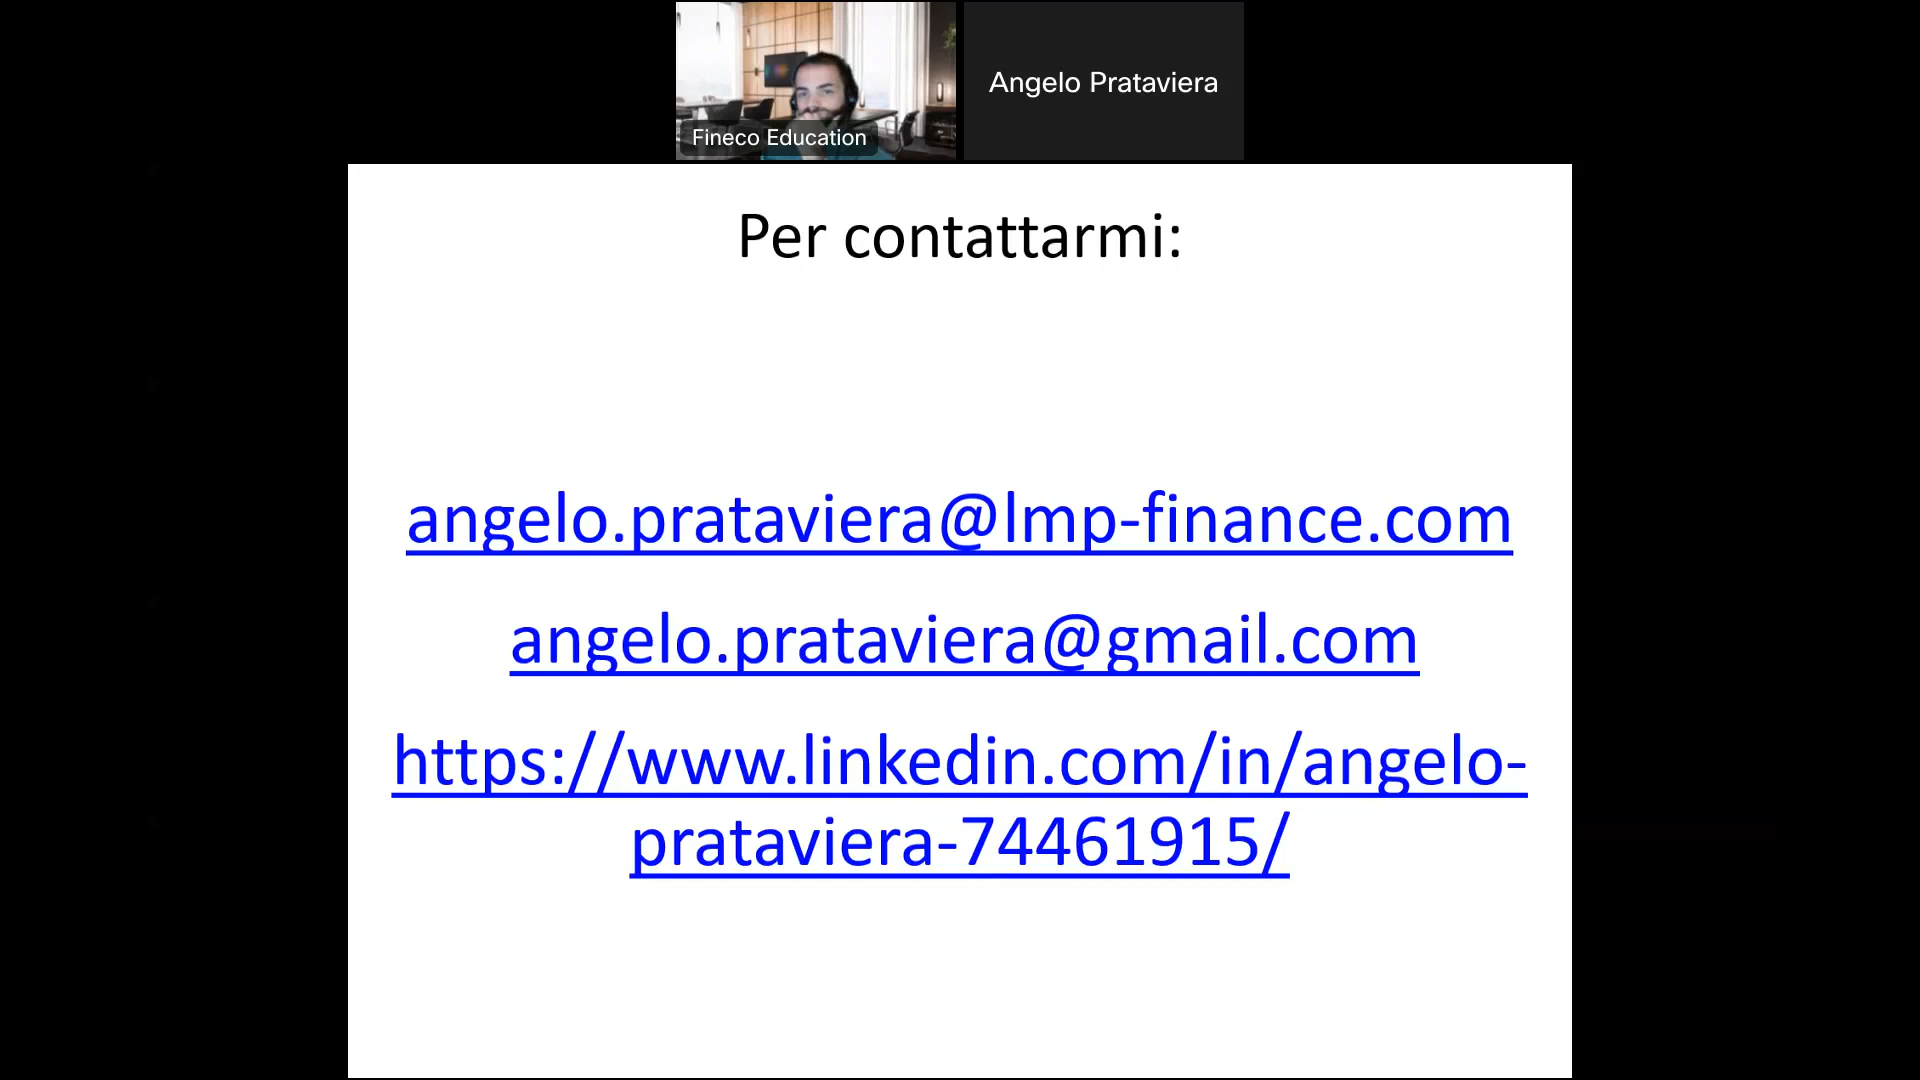 Fineco Education
Angelo Prataviera
Per contattarmi:
angelo.prataviera@lmp-finance.com
angelo.prataviera@gmail.com
https://www.linkedin.com/in/angelo-
prataviera-74461915/